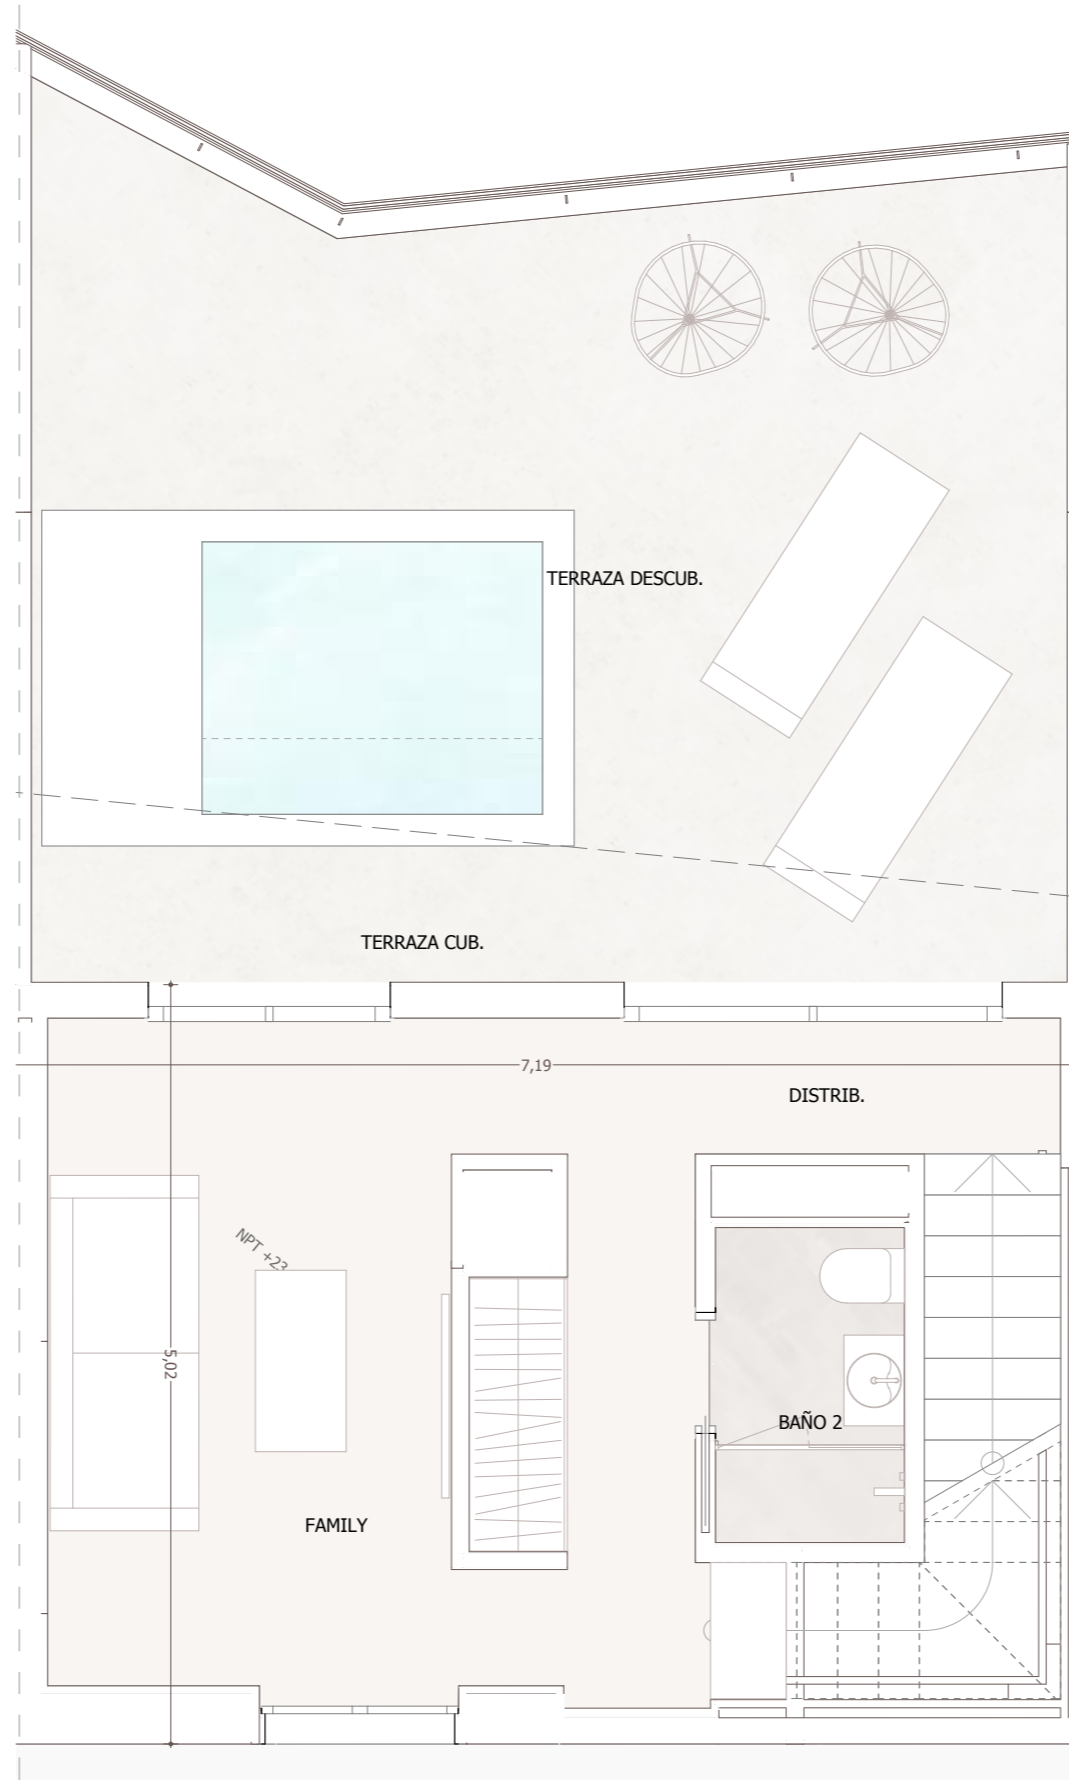 TERRAZA DESCUB.
TERRAZA CUB.
7,19
DISTRIB.
NPT +23
5,02
BAÑO 2
FAMILY